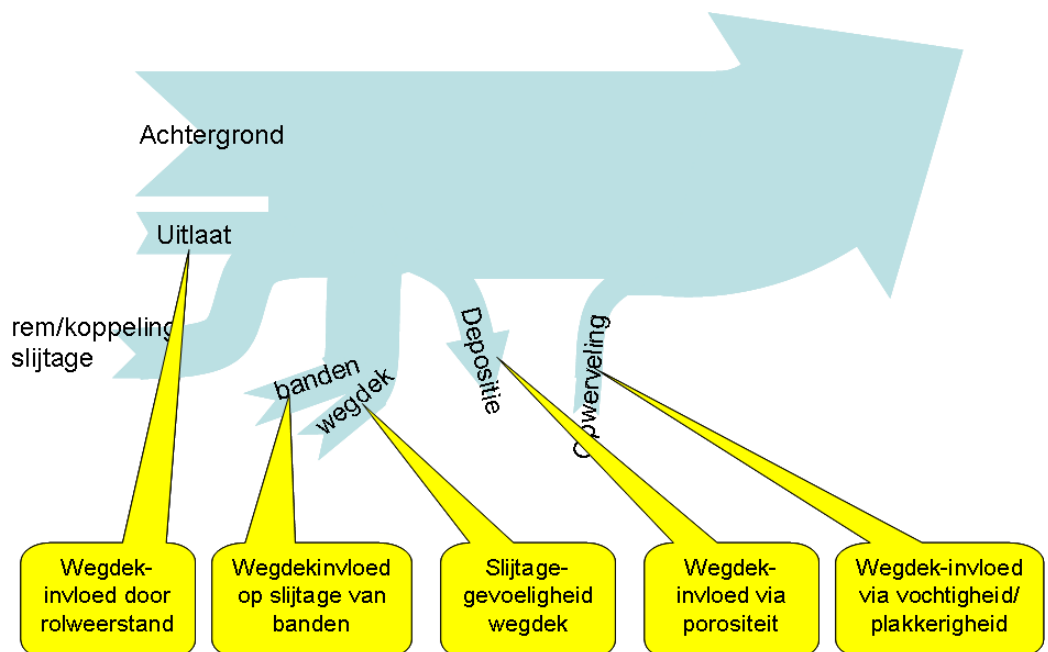 Achtergrond
Uitlaat
rem/koppeling
slijtage
banden
wegdek
Depositie
Opwerveling
Wegdek-
invloed door
rolweerstand
Wegdekinvloed
op slijtage van
banden
Slijtage-
gevoeligheid
wegdek
Wegdek-
invloed via
porositeit
Wegdek-invloed
via vochtigheid/
plakkerigheid